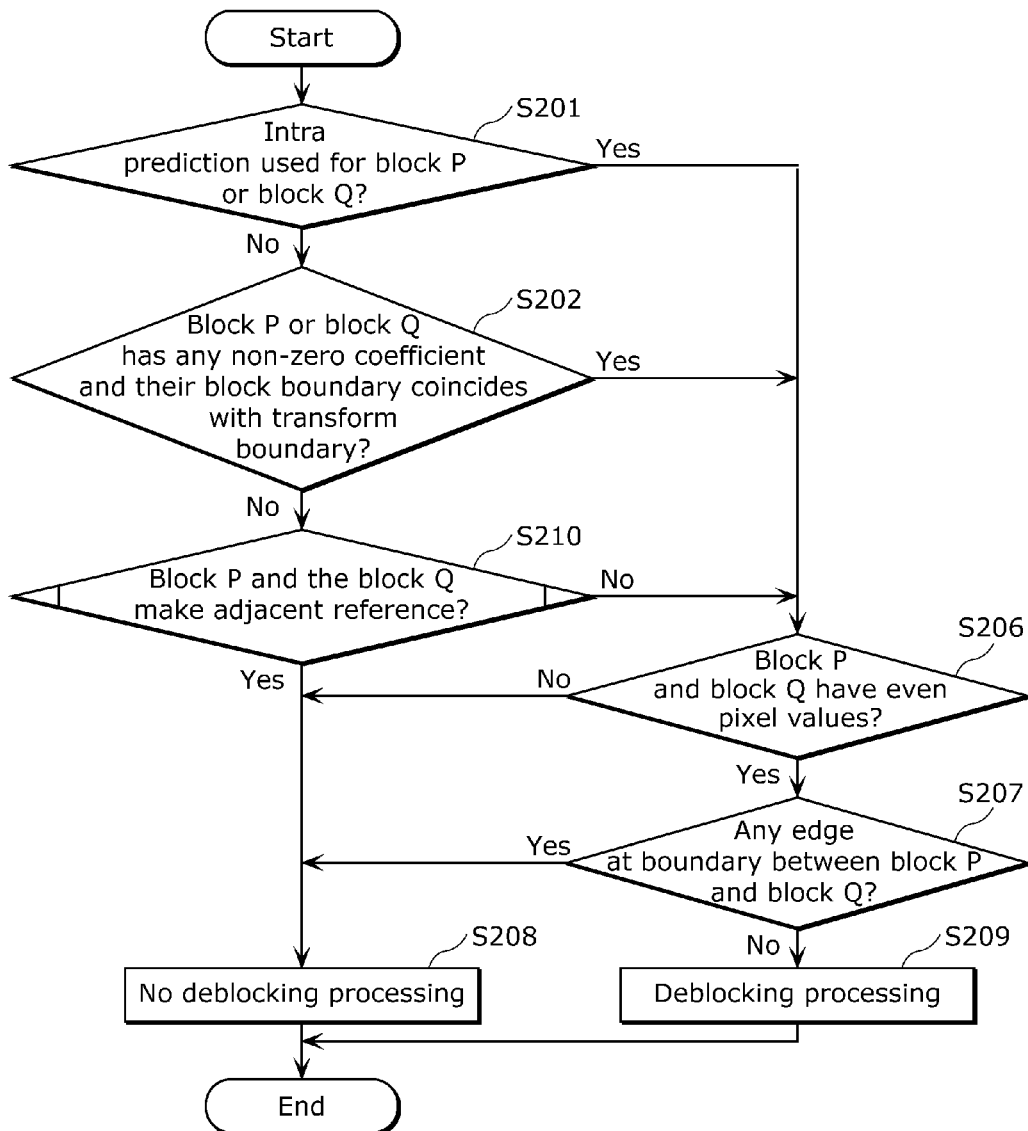 Start
S201
Intra
prediction used for block P
or block Q?
Yes
No
S202
Block P or block Q
has any non-zero coefficient
and their block boundary coincides
with transform
boundary?
Yes
No
S210
Block P and the block Q
make adjacent reference?
No
Yes
S206
Block P
and block Q have even
pixel values?
No
Yes
S207
Any edge
at boundary between block P
and block Q?
Yes
No
S208
No deblocking processing
S209
Deblocking processing
End